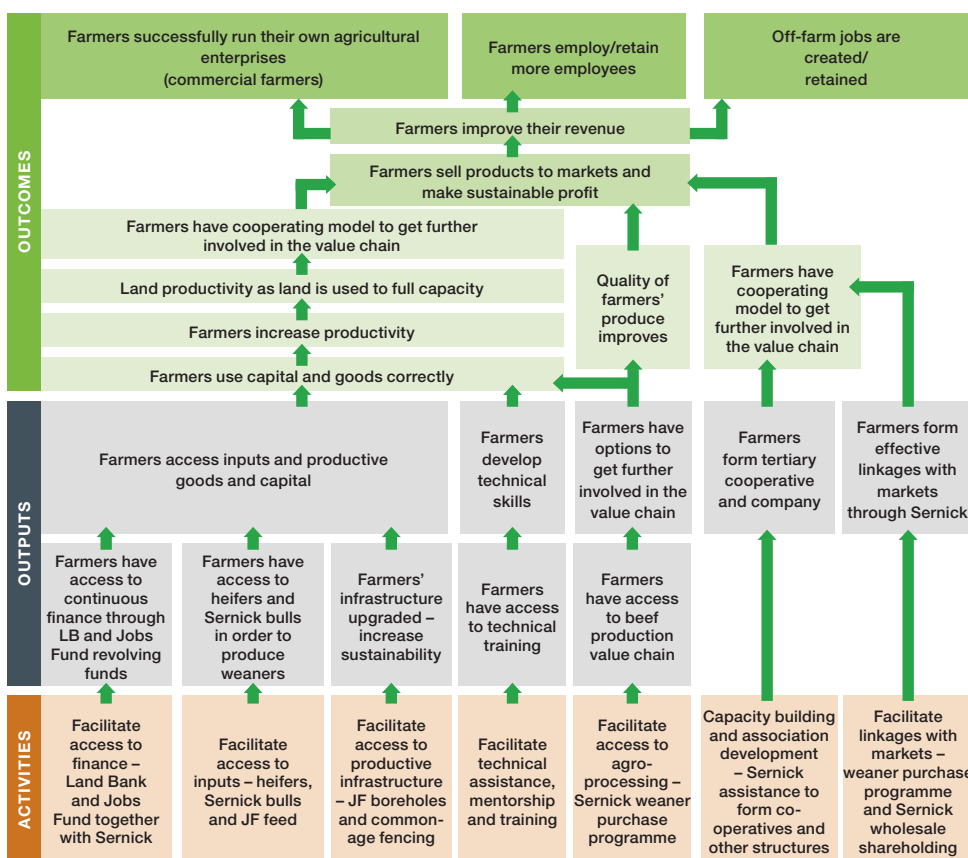 OUTCOMES
Farmers successfully run their own agricultural
enterprises
(commercial farmers)
Farmers employ/retain
more employees
Off-farm jobs are
created/
retained
Farmers improve their revenue
Farmers sell products to markets and
make sustainable profit
Farmers have cooperating model to get further
involved in the value chain
Land productivity as land is used to full capacity
Farmers increase productivity
Farmers use capital and goods correctly
Quality of
farmers'
produce
improves
Farmers have
cooperating
model to get
further involved in
the value chain
OUTPUTS
Farmers access inputs and productive
goods and capital
Farmers
develop
technical
skills
Farmers have
options to
get further
involved in the
value chain
Farmers
form tertiary
cooperative
and company
Farmers form
effective
linkages with
markets
through Sernick
Farmers have
access to
continuous
finance through
LB and Jobs
Fund revolving
funds
Farmers have
access to
heifers and
Sernick bulls
in order to
produce
weaners
Farmers'
infrastructure
upgraded –
increase
sustainability
Farmers
have access
to technical
training
Farmers
have access
to beef
production
value chain
ACTIVITIES
Facilitate
access to
finance –
Land Bank
and Jobs
Fund together
with Sernick
Facilitate
access to
inputs – heifers,
Sernick bulls
and JF feed
Facilitate
access to
productive
infrastructure
– JF boreholes
and common-
age fencing
Facilitate
technical
assistance,
mentorship
and training
Facilitate
access to
agro-
processing –
Sernick weaner
purchase
programme
Capacity building
and association
development
– Sernick
assistance to
form co-
operatives and
other structures
Facilitate
linkages with
markets –
weaner purchase
programme
and Sernick
wholesale
shareholding